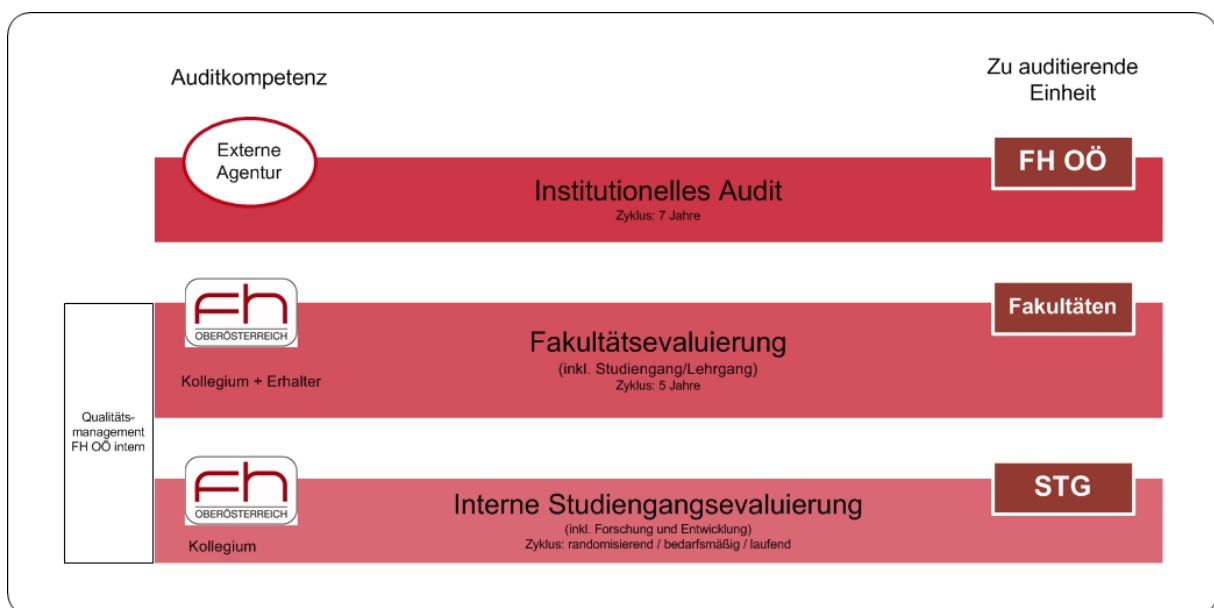 Auditkompetenz
Zu auditierende
Einheit
Externe
Agentur
FH OÖ
Institutionelles Audit
Zyklus: 7 Jahre
fh
OBERÖSTERREICH
Kollegium + Erhalter
Fakultäten
Fakultätsevaluierung
(inkl. Studiengang/Lehrgang)
Zyklus: 5 Jahre
Qualitäts-
management
FH OÖ intern
fh
OBERÖSTERREICH
Kollegium
STG
Interne Studiengangsevaluierung
(inkl. Forschung und Entwicklung)
Zyklus: randomisierend / bedarfsmäßig / laufend